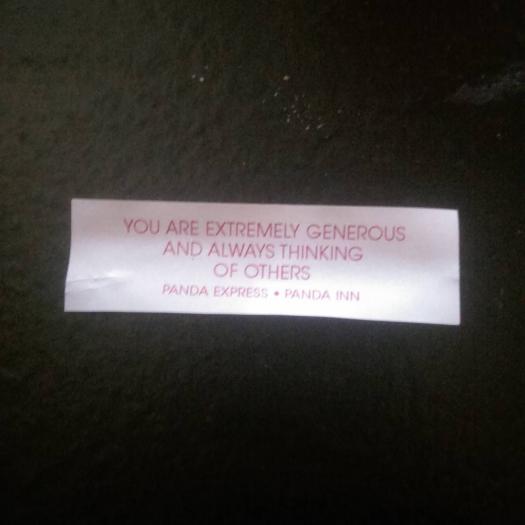 YOU ARE EXTREMELY GENEROUS
AND ALWAYS THINKING
OF OTHERS
PANDA EXPRESS • PANDA INN